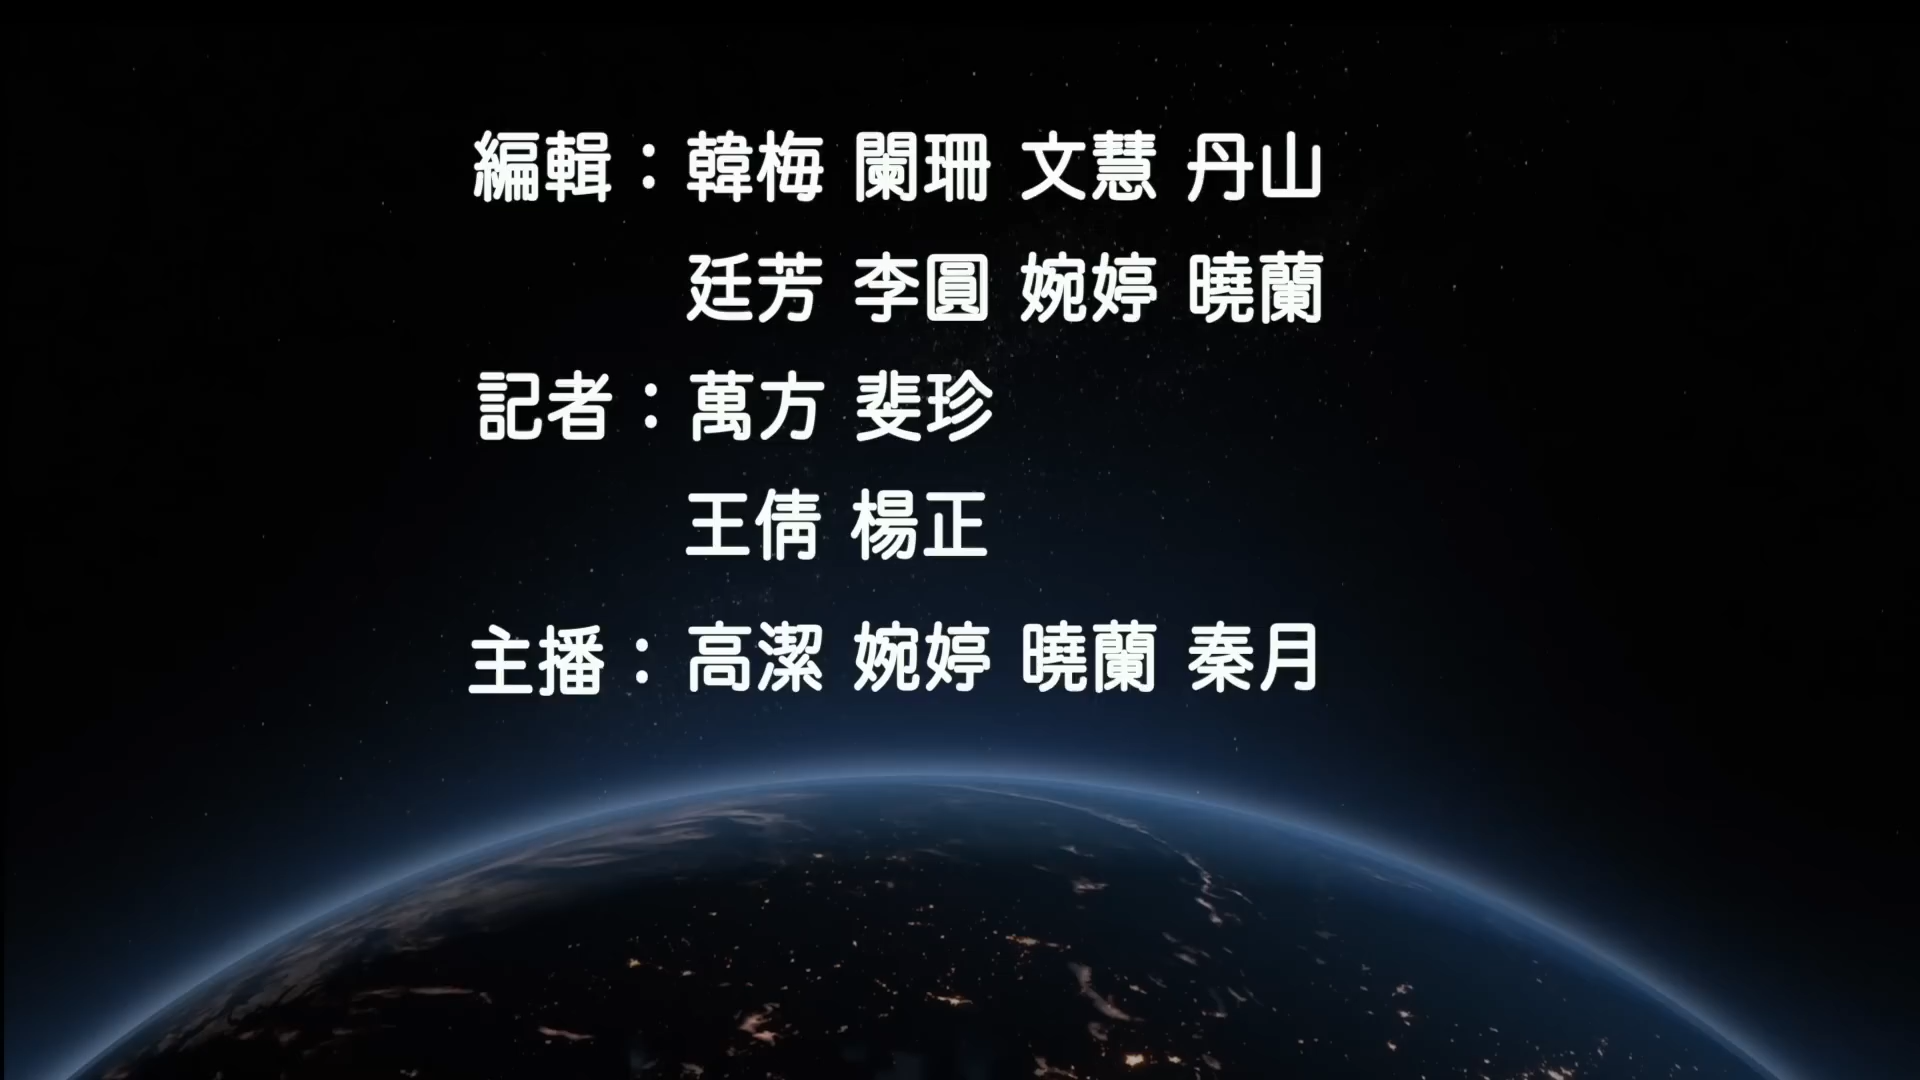 編輯：韓梅 闌珊 文慧 丹山
廷芳 李圓 婉婷 曉蘭
記者：萬方 斐珍
王倩 楊正
主播：高潔 婉婷 曉蘭 秦月